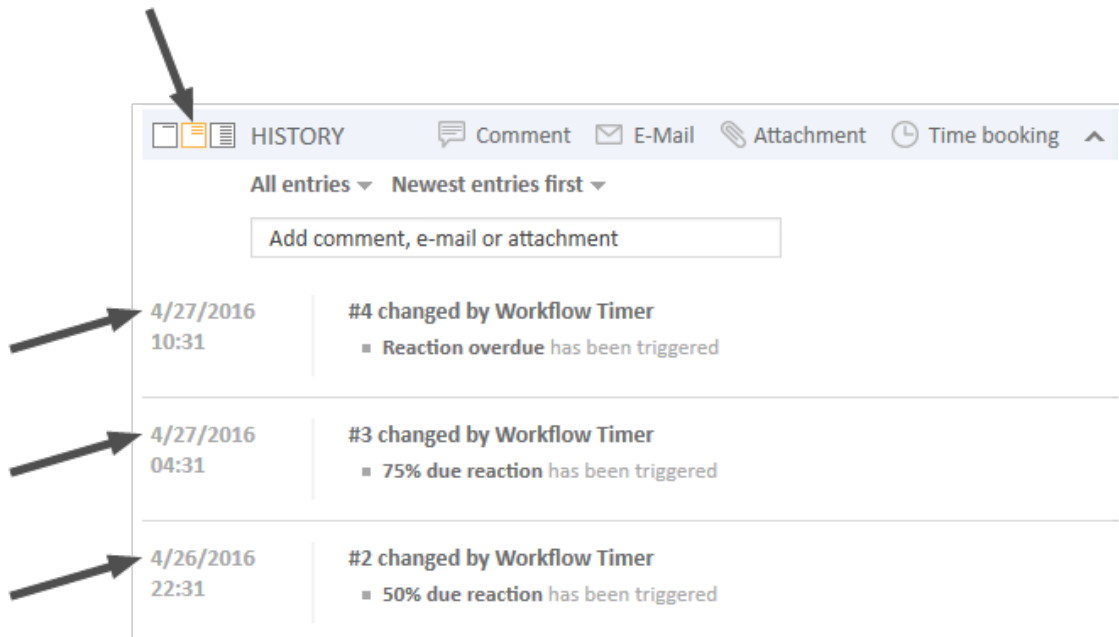 HISTORY Comment E-Mail Attachment Time booking
All entries Newest entries first
Add comment, e-mail or attachment
4/27/2016 #4 changed by Workflow Timer
10:31 Reaction overdue has been triggered
4/27/2016 #3 changed by Workflow Timer
04:31 75% due reaction has been triggered
4/26/2016 #2 changed by Workflow Timer
22:31 50% due reaction has been triggered